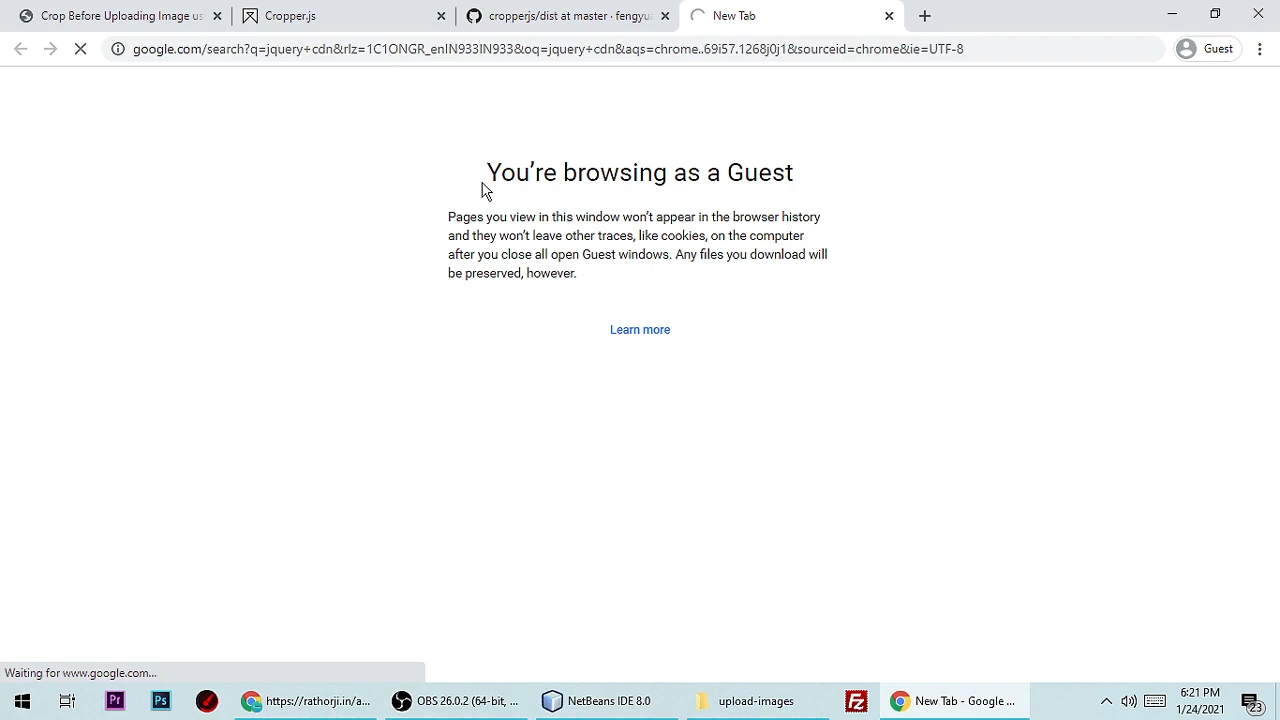 Crop Before Uploading Image us
Cropper.js
cropperjs/dist at master · fengyua
New Tab
google.com/search?q=jquery+cdn&rlz=1C1ONGR_enIN933IN933&oq=jquery+cdn&aqs=chrome..69i57.1268j0j1&sourceid=chrome&ie=UTF-8
Guest
You're browsing as a Guest
Pages you view in this window won't appear in the browser history
and they won't leave other traces, like cookies, on the computer
after you close all open Guest windows. Any files you download will
be preserved, however.
Learn more
Waiting for www.google.com...
Pr
Ps
https://rathorji.in/a...
OBS 26.0.2 (64-bit, ...
NetBeans IDE 8.0
upload-images
Fz
New Tab - Google ...
6:21 PM
1/24/2021
23